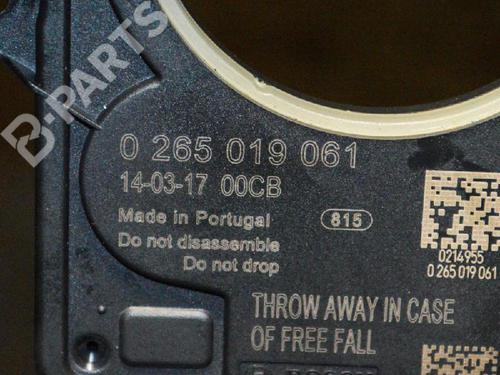 B-PARTS
0 265 019 061
14-03-17 00CB
Made in Portugal
815
Do not disassemble
Do not drop
0214955
0 265 019 061
THROW AWAY IN CASE
OF FREE FALL